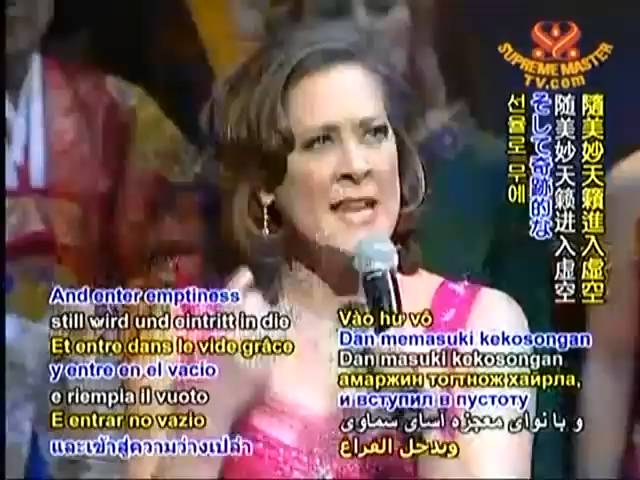 SUPREME MASTER
TV.com
隨美妙天籟進入虛空
随美妙天籁进入虚空
そして奇跡的な
선율로 무에
And enter emptiness
still wird und eintritt in die
Et entre dans le vide grâce
y entre en el vacio
e riempia il vuoto
E entrar no vazio
และเข้าสู่ความว่างเปล่า
Vào hư vô
Dan memasuki kekosongan
Dan masuki kekosongan
амаржин тогтнож хайрла,
и вступил в пустоту
و با نوای معجزه آسای سماوی
ويدخل الفراغ